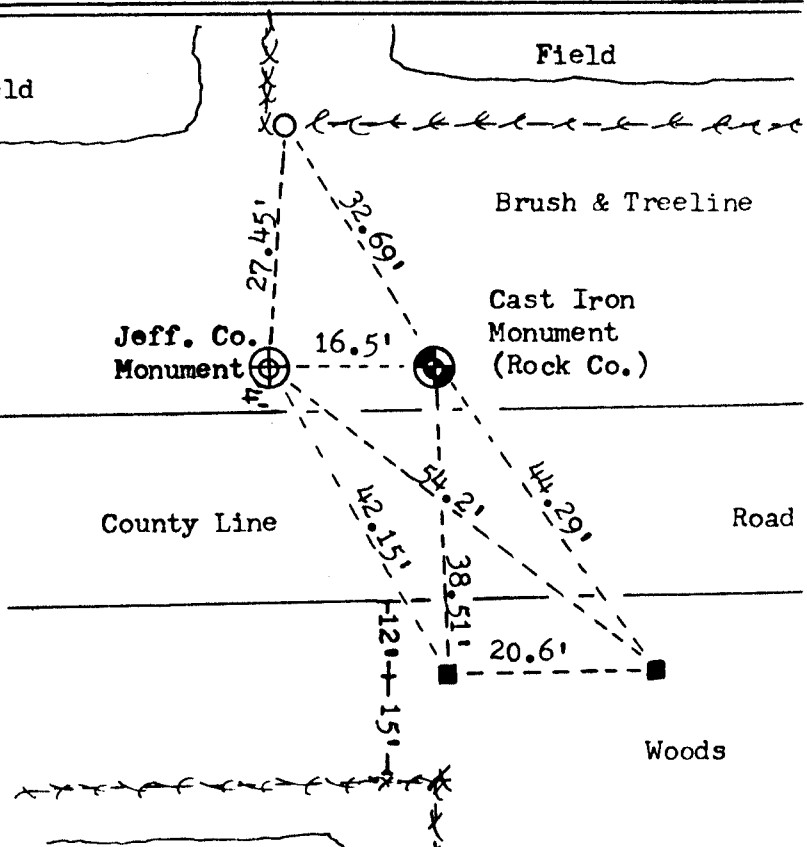 Field
ld
Brush & Treeline
27.45'
32.69'
Cast Iron
Monument
(Rock Co.)
Jeff. Co.
Monument
16.5'
4'
54.2'
44.29'
42.15'
County Line
Road
38.51'
12'
20.6'
15'
Woods